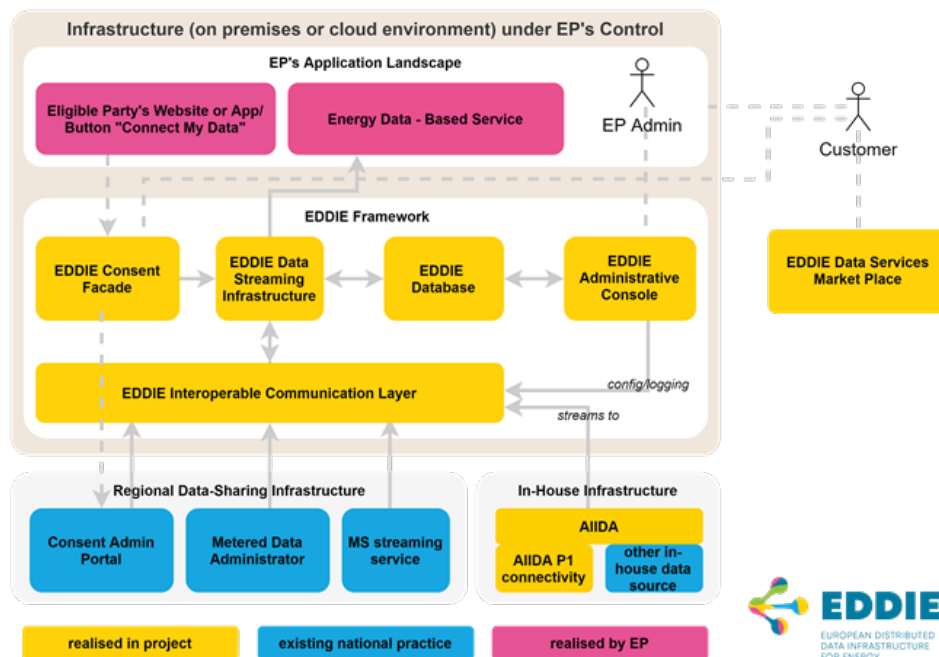 Infrastructure (on premises or cloud environment) under EP's Control
EP's Application Landscape
Eligible Party's Website or App/
Button "Connect My Data"
Energy Data - Based Service
EP Admin
Customer
EDDIE Framework
EDDIE Consent
Facade
EDDIE Data
Streaming
Infrastructure
EDDIE
Database
EDDIE
Administrative
Console
EDDIE Data Services
Market Place
EDDIE Interoperable Communication Layer
config/logging
streams to
Regional Data-Sharing Infrastructure
Consent Admin
Portal
Metered Data
Administrator
MS streaming
service
In-House Infrastructure
AIIDA
AIIDA P1
connectivity
other in-
house data
source
realised in project
existing national practice
realised by EP
EDDIE
EUROPEAN DISTRIBUTED
DATA INFRASTRUCTURE
FOR ENERGY